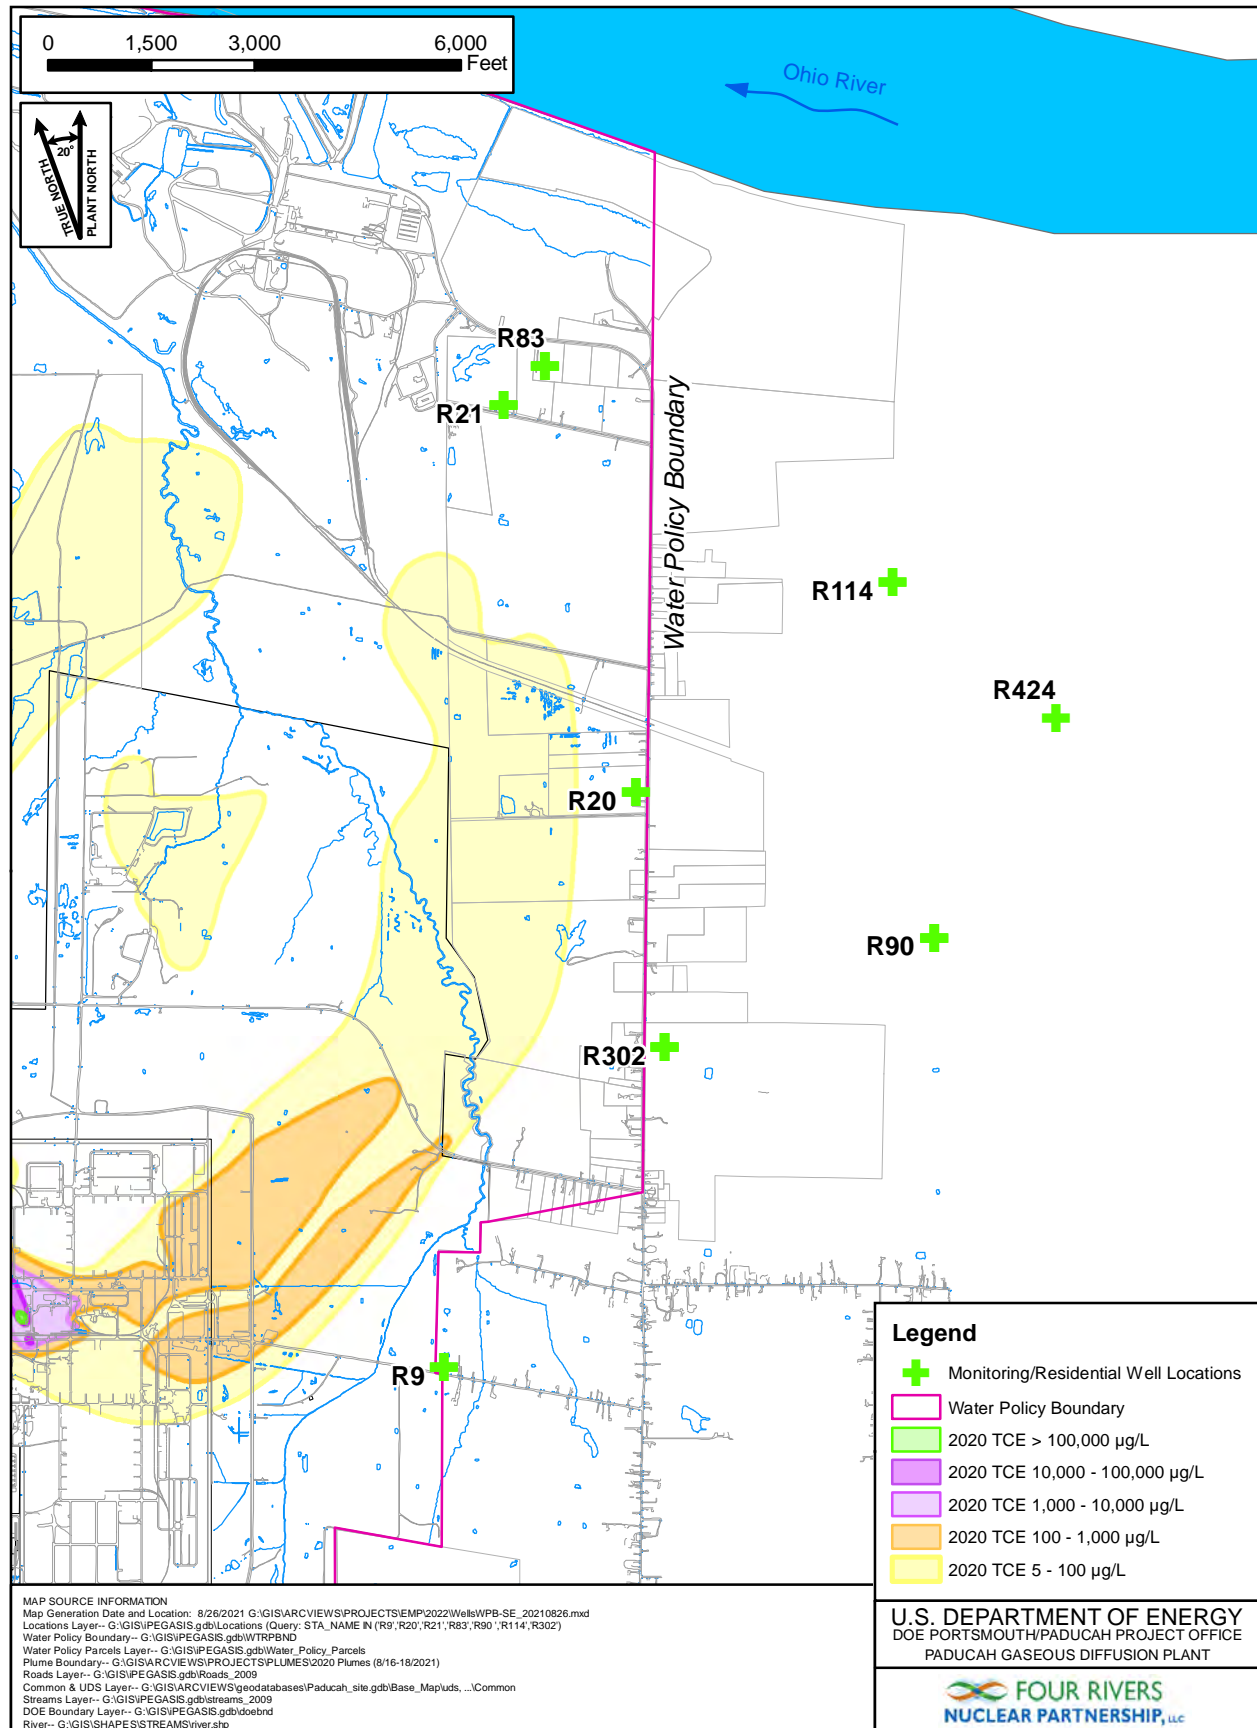 0 1,500 3,000 6,000
Feet
Ohio River
20°
TRUE NORTH
PLANT NORTH
R83
R21
Water Policy Boundary
R114
R424
R20
R90
R302
R9
Legend
Monitoring/Residential Well Locations
Water Policy Boundary
2020 TCE > 100,000 µg/L
2020 TCE 10,000 - 100,000 µg/L
2020 TCE 1,000 - 10,000 µg/L
2020 TCE 100 - 1,000 µg/L
2020 TCE 5 - 100 µg/L
MAP SOURCE INFORMATION
Map Generation Date and Location: 8/26/2021 G:\GIS\ARCVIEWS\PROJECTS\EMP\2022\WellsWPB-SE_20210826.mxd
Locations Layer-- G:\GIS\IPEGASIS.gdb\Locations (Query: STA_NAME IN ('R9','R20','R21','R83','R90 ','R114','R302')
Water Policy Boundary-- G:\GIS\IPEGASIS.gdb\WTRPBND
Water Policy Parcels Layer-- G:\GIS\IPEGASIS.gdb\Water_Policy_Parcels
Plume Boundary-- G:\GIS\ARCVIEWS\PROJECTS\PLUMES\2020 Plumes (8/16-18/2021)
Roads Layer-- G:\GIS\IPEGASIS.gdb\Roads_2009
Common & UDS Layer-- G:\GIS\ARCVIEWS\geodatabases\Paducah_site.gdb\Base_Map\uds, ...\Common
Streams Layer-- G:\GIS\IPEGASIS.gdb\streams_2009
DOE Boundary Layer-- G:\GIS\IPEGASIS.gdb\doebnd
River-- G:\GIS\SHAPES\STREAMS\river.shp
U.S. DEPARTMENT OF ENERGY
DOE PORTSMOUTH/PADUCAH PROJECT OFFICE
PADUCAH GASEOUS DIFFUSION PLANT
FOUR RIVERS
NUCLEAR PARTNERSHIP, LLC